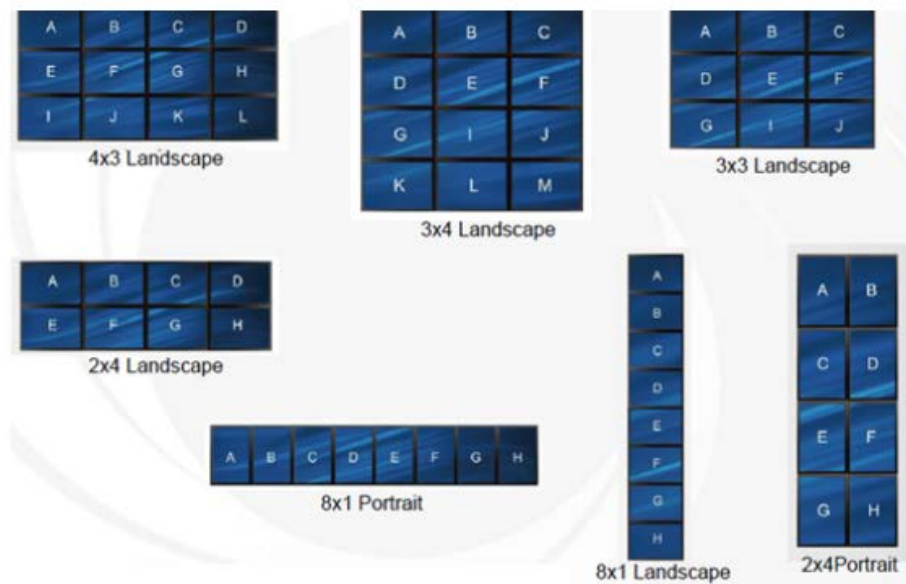 A B C D
E F G H
I J K L
4x3 Landscape
A B C
D E F
G I J
K L M
3x4 Landscape
A B C
D E F
G I J
3x3 Landscape
A B C D
E F G H
2x4 Landscape
A B C D E F G H
8x1 Portrait
A
B
C
D
E
F
G
H
8x1 Landscape
A B
C D
E F
G H
2x4Portrait